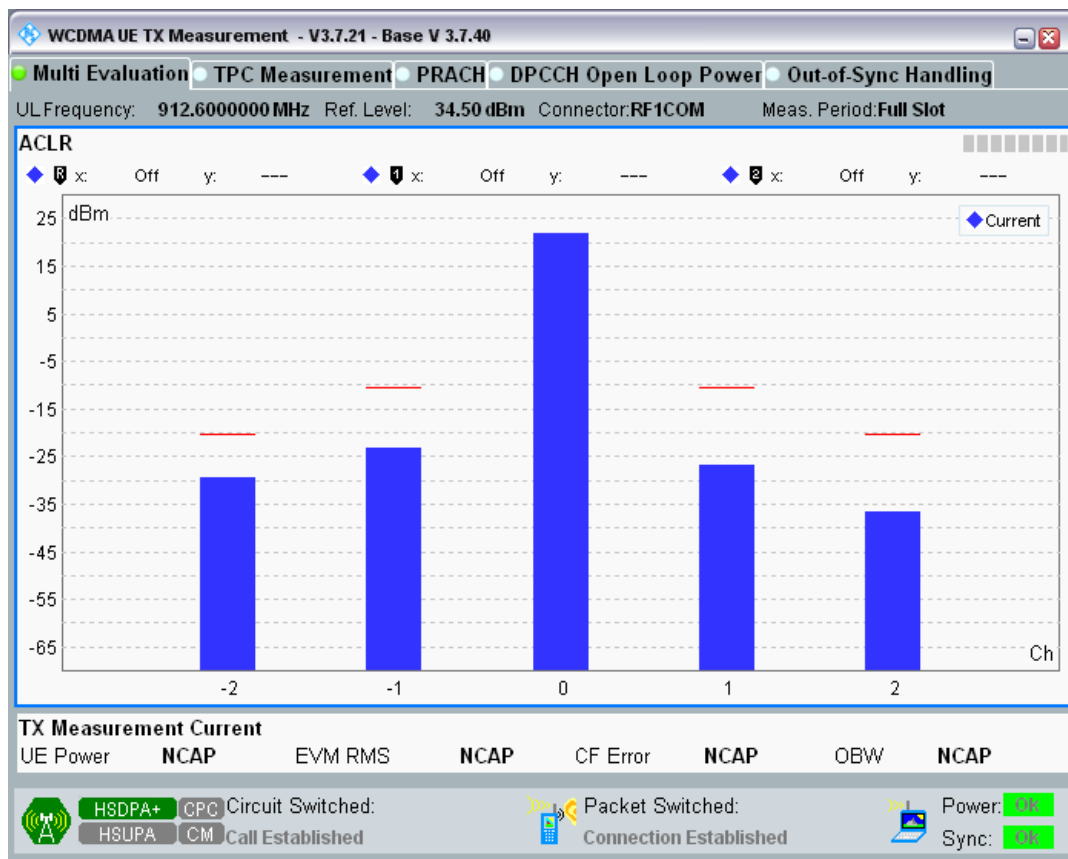 WCDMA UE TX Measurement - V3.7.21 - Base V 3.7.40
Multi Evaluation TPC Measurement PRACH DPCCH Open Loop Power Out-of-Sync Handling
UL Frequency: 912.6000000 MHz Ref. Level: 34.50 dBm Connector: RF1COM Meas. Period: Full Slot
ACLR
R x: Off y: --- 1 x: Off y: --- 2 x: Off y: ---
dBm
Current
25
15
5
-5
-15
-25
-35
-45
-55
-65
Ch
-2 -1 0 1 2
TX Measurement Current
UE Power NCAP EVM RMS NCAP CF Error NCAP OBW NCAP
HSDPA+ CPC Circuit Switched: Packet Switched: Power: OK
HSUPA CM Call Established Connection Established Sync: OK